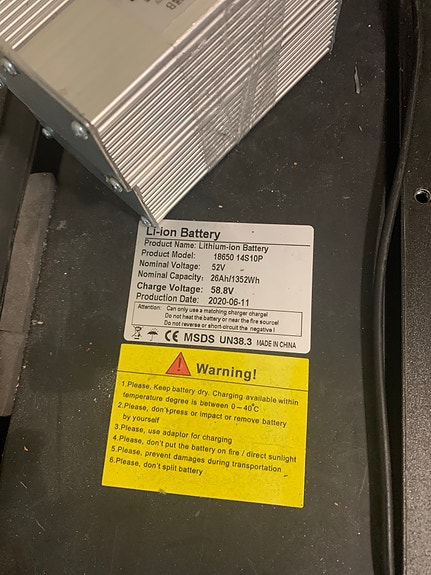 Li-ion Battery
Product Name: Lithium-ion Battery
Product Model: 18650 14S10P
Nominal Voltage: 52V
Nominal Capacity: 26Ah/1352Wh
Charge Voltage: 58.8V
Production Date: 2020-06-11
Attention: Can only use a matching charger charge!
Do not heat the battery or near the fire source!
Do not reverse or short-circuit the negative !
CE MSDS UN38.3 MADE IN CHINA
Warning!
1.Please, Keep battery dry. Charging available within
temperature degree is between 0~40°C
2.Please, don't press or impact or remove battery
by yourself
3.Please, use adaptor for charging
4.Please, don't put the battery on fire / direct sunlight
5.Please, prevent damages during transportation
6.Please, don't split battery